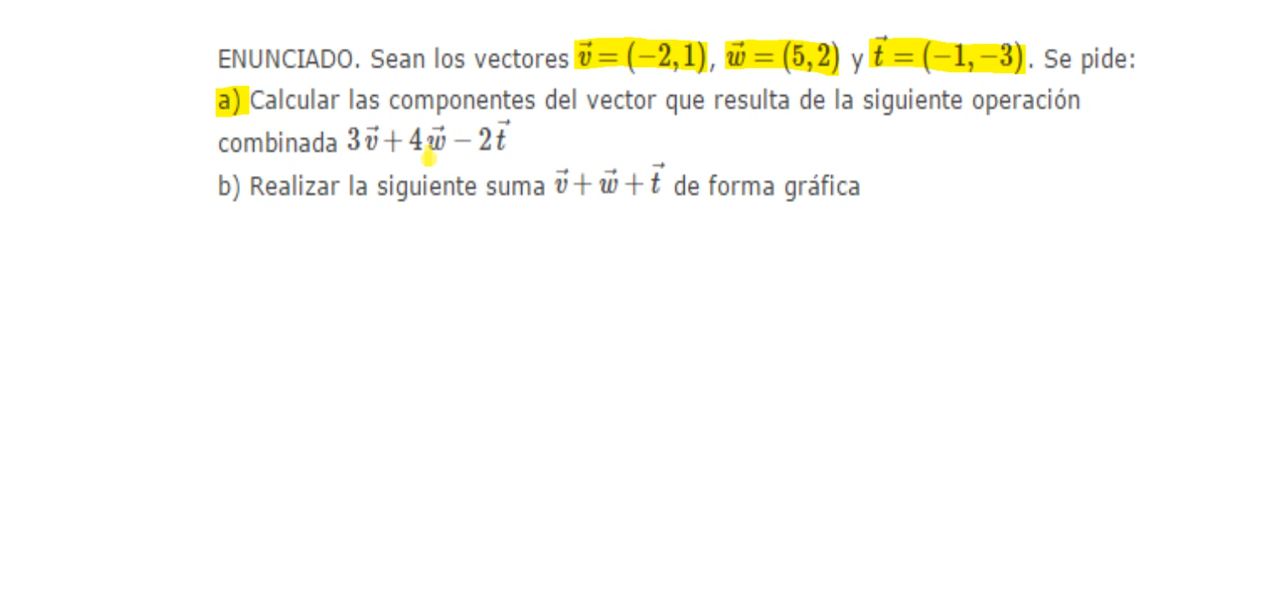 ENUNCIADO. Sean los vectores v⃗ = (−2,1), w⃗ = (5,2) y t⃗ = (−1,−3). Se pide:
a) Calcular las componentes del vector que resulta de la siguiente operación
combinada 3v⃗ + 4w⃗ − 2t⃗
b) Realizar la siguiente suma v⃗ + w⃗ + t⃗ de forma gráfica